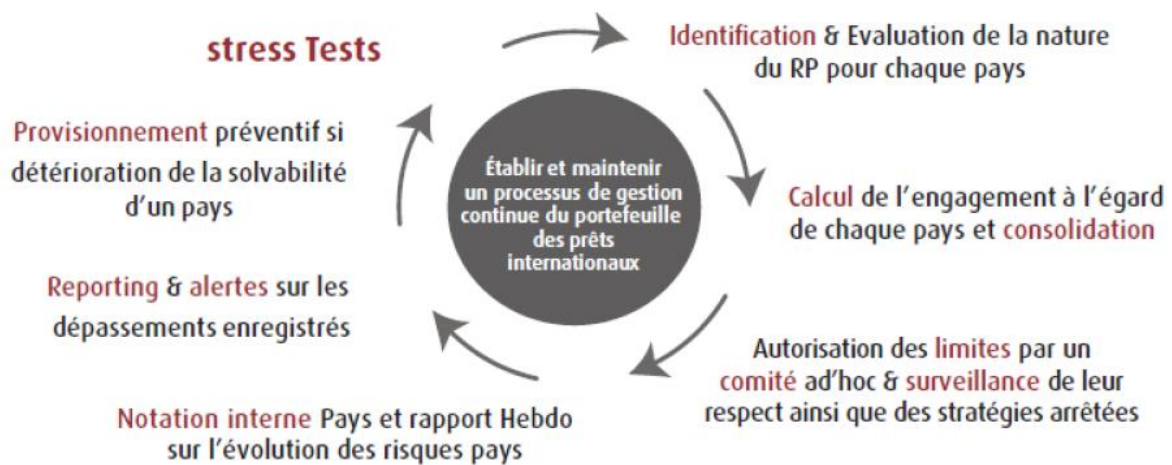 stress Tests
Identification & Evaluation de la nature
du RP pour chaque pays
Calcul de l'engagement à l'égard
de chaque pays et consolidation
Autorisation des limites par un
comité ad'hoc & surveillance de leur
respect ainsi que des stratégies arrêtées
Notation interne Pays et rapport Hebdo
sur l'évolution des risques pays
Reporting & alertes sur les
dépassements enregistrés
Provisionnement préventif si
détérioration de la solvabilité
d'un pays
Établir et maintenir
un processus de gestion
continue du portefeuille
des prêts
internationaux